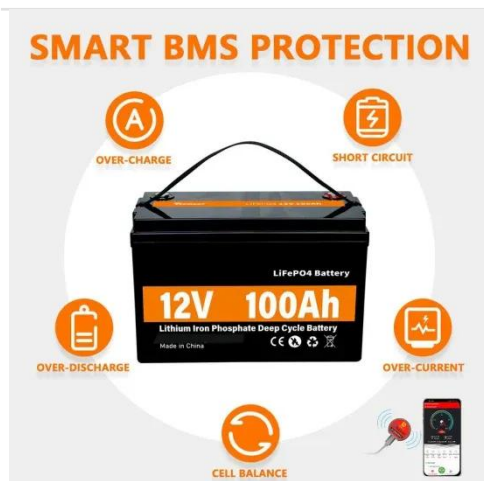 SMART BMS PROTECTION
OVER-CHARGE
SHORT CIRCUIT
LiFePO4 Battery
12V 100Ah
Lithium Iron Phosphate Deep Cycle Battery
Made in China
CE
OVER-DISCHARGE
OVER-CURRENT
CELL BALANCE